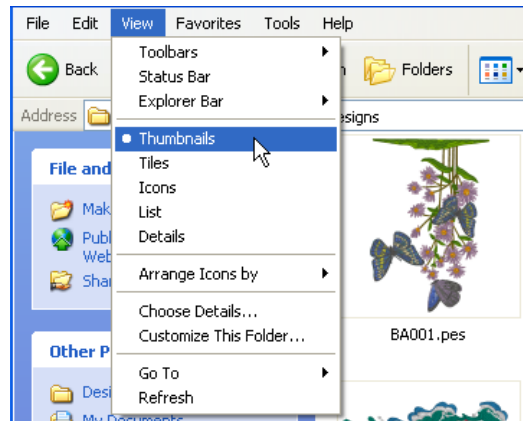 File Edit View Favorites Tools Help
Back
Folders
Address
esigns
Toolbars
Status Bar
Explorer Bar
Thumbnails
Tiles
Icons
List
Details
Arrange Icons by
Choose Details...
Customize This Folder...
Go To
Refresh
File and
Mak
Publ
Web
Shar
Other P
Desi
My Documents
BA001.pes